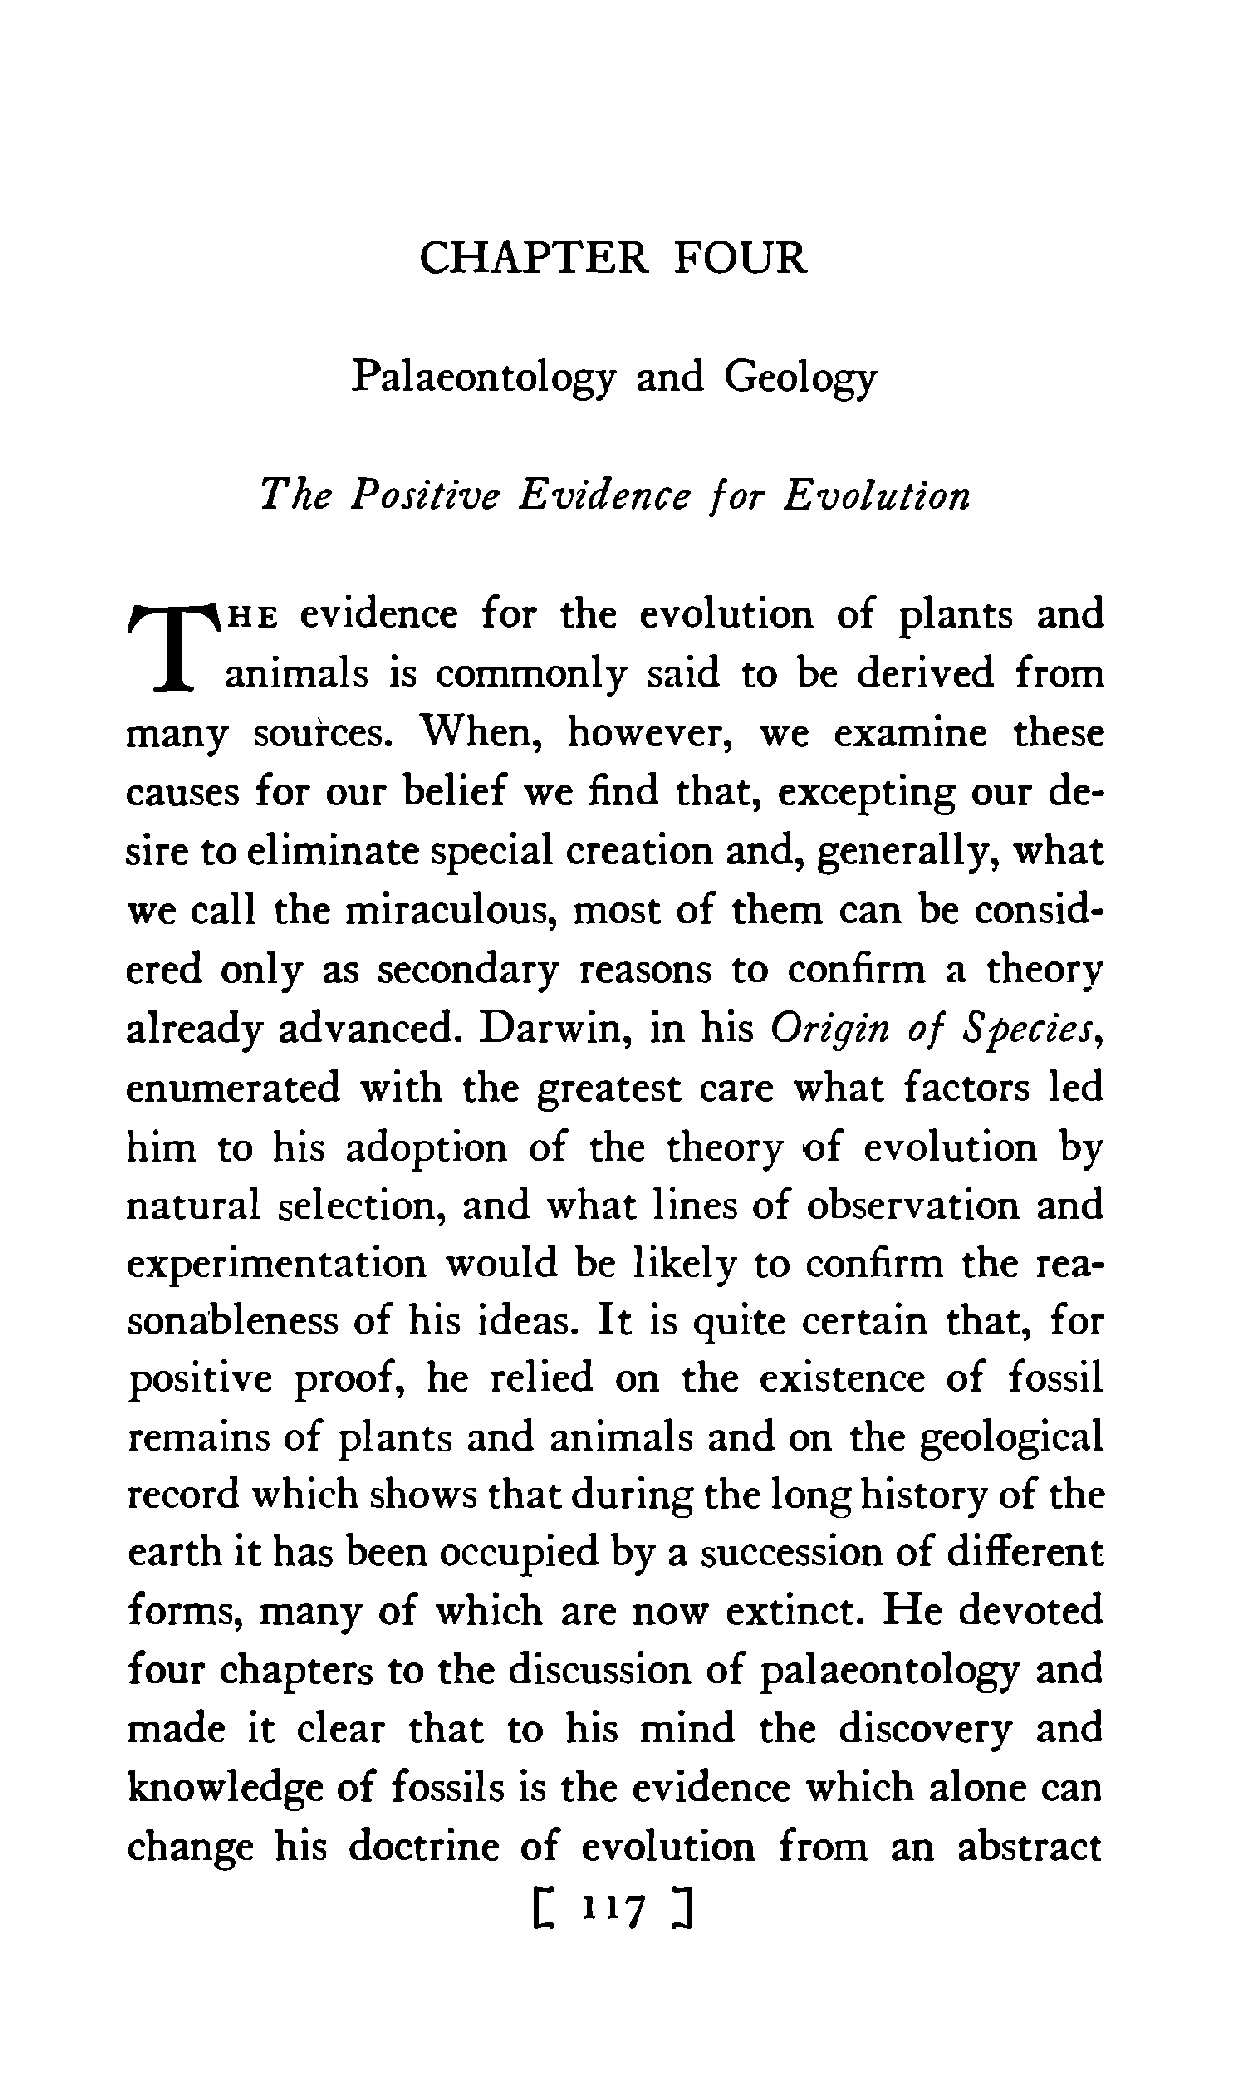 CHAPTER FOUR
Palaeontology and Geology
The Positive Evidence for Evolution
THE evidence for the evolution of plants and
animals is commonly said to be derived from
many sources. When, however, we examine these
causes for our belief we find that, excepting our de-
sire to eliminate special creation and, generally, what
we call the miraculous, most of them can be consid-
ered only as secondary reasons to confirm a theory
already advanced. Darwin, in his Origin of Species,
enumerated with the greatest care what factors led
him to his adoption of the theory of evolution by
natural selection, and what lines of observation and
experimentation would be likely to confirm the rea-
sonableness of his ideas. It is quite certain that, for
positive proof, he relied on the existence of fossil
remains of plants and animals and on the geological
record which shows that during the long history of the
earth it has been occupied by a succession of different
forms, many of which are now extinct. He devoted
four chapters to the discussion of palaeontology and
made it clear that to his mind the discovery and
knowledge of fossils is the evidence which alone can
change his doctrine of evolution from an abstract
[ 117 ]